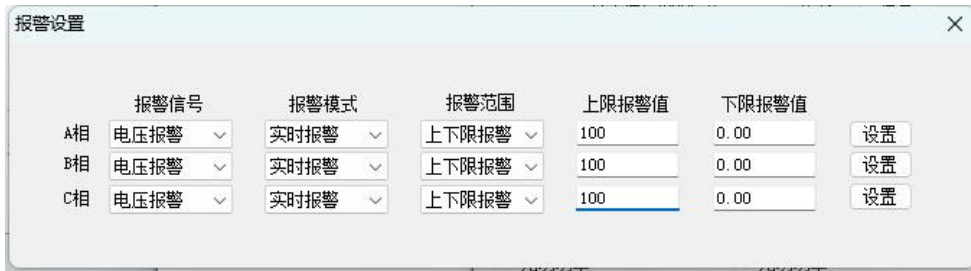 报警设置
报警信号 报警模式 报警范围 上限报警值 下限报警值
A相 电压报警 实时报警 上下限报警 100 0.00 设置
B相 电压报警 实时报警 上下限报警 100 0.00 设置
C相 电压报警 实时报警 上下限报警 100 0.00 设置